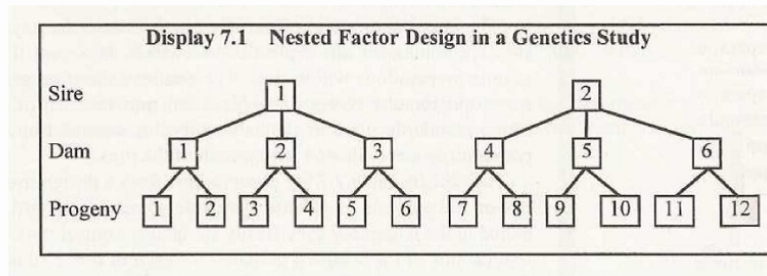 Display 7.1 Nested Factor Design in a Genetics Study
Sire 1 2
Dam 1 2 3 4 5 6
Progeny 1 2 3 4 5 6 7 8 9 10 11 12